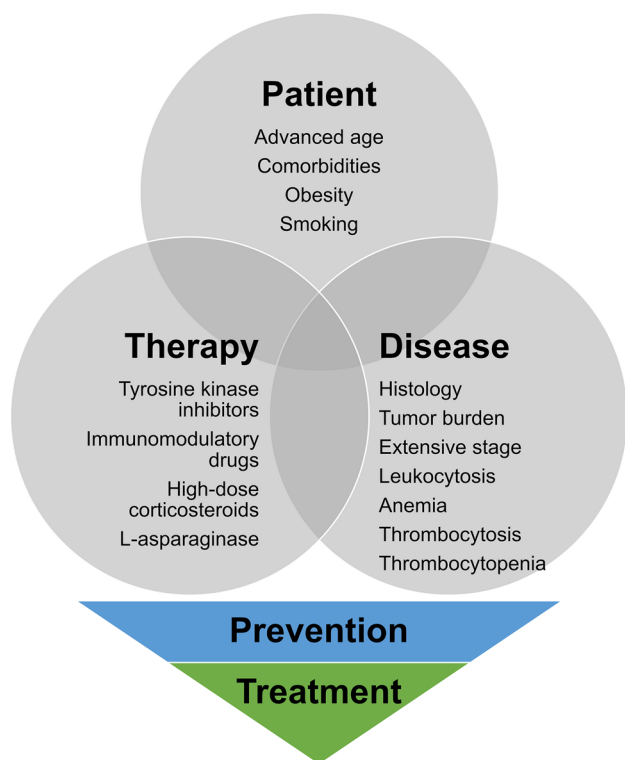 Patient
Advanced age
Comorbidities
Obesity
Smoking
Therapy
Tyrosine kinase
inhibitors
Immunomodulatory
drugs
High-dose
corticosteroids
L-asparaginase
Disease
Histology
Tumor burden
Extensive stage
Leukocytosis
Anemia
Thrombocytosis
Thrombocytopenia
Prevention
Treatment